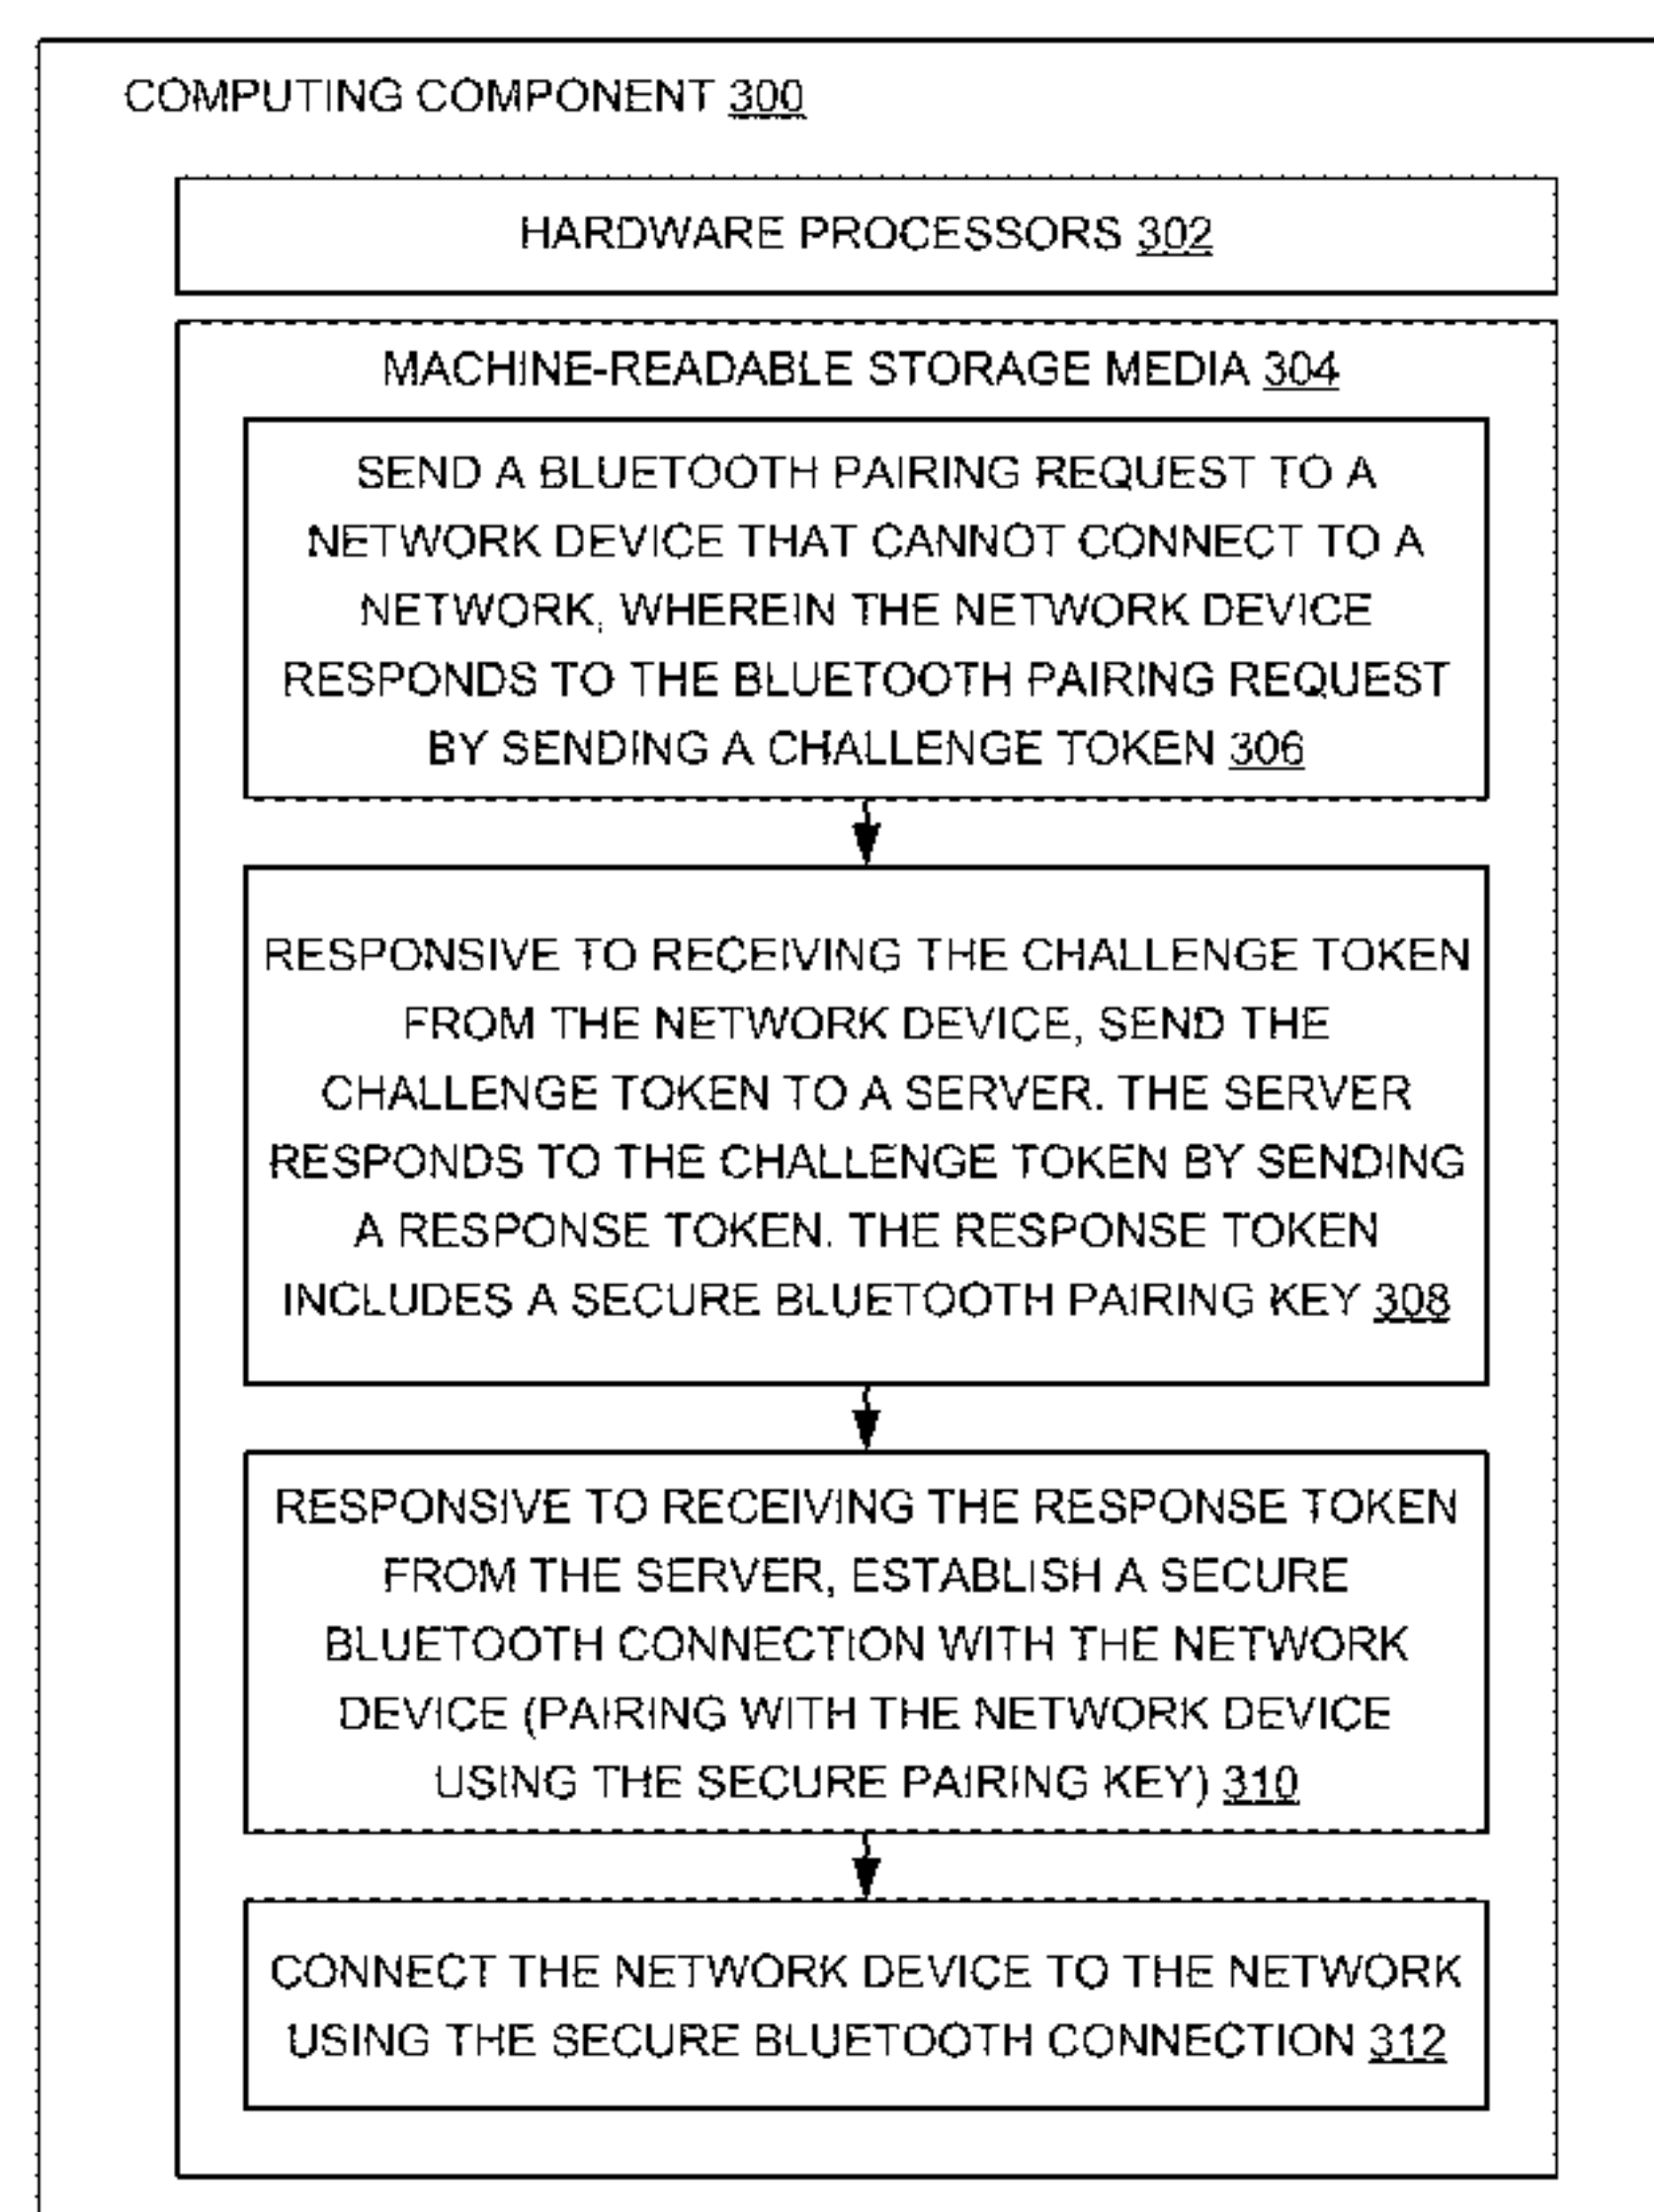 COMPUTING COMPONENT 300
HARDWARE PROCESSORS 302
MACHINE-READABLE STORAGE MEDIA 304
SEND A BLUETOOTH PAIRING REQUEST TO A
NETWORK DEVICE THAT CANNOT CONNECT TO A
NETWORK, WHEREIN THE NETWORK DEVICE
RESPONDS TO THE BLUETOOTH PAIRING REQUEST
BY SENDING A CHALLENGE TOKEN 306
RESPONSIVE TO RECEIVING THE CHALLENGE TOKEN
FROM THE NETWORK DEVICE, SEND THE
CHALLENGE TOKEN TO A SERVER. THE SERVER
RESPONDS TO THE CHALLENGE TOKEN BY SENDING
A RESPONSE TOKEN. THE RESPONSE TOKEN
INCLUDES A SECURE BLUETOOTH PAIRING KEY 308
RESPONSIVE TO RECEIVING THE RESPONSE TOKEN
FROM THE SERVER, ESTABLISH A SECURE
BLUETOOTH CONNECTION WITH THE NETWORK
DEVICE (PAIRING WITH THE NETWORK DEVICE
USING THE SECURE PAIRING KEY) 310
CONNECT THE NETWORK DEVICE TO THE NETWORK
USING THE SECURE BLUETOOTH CONNECTION 312